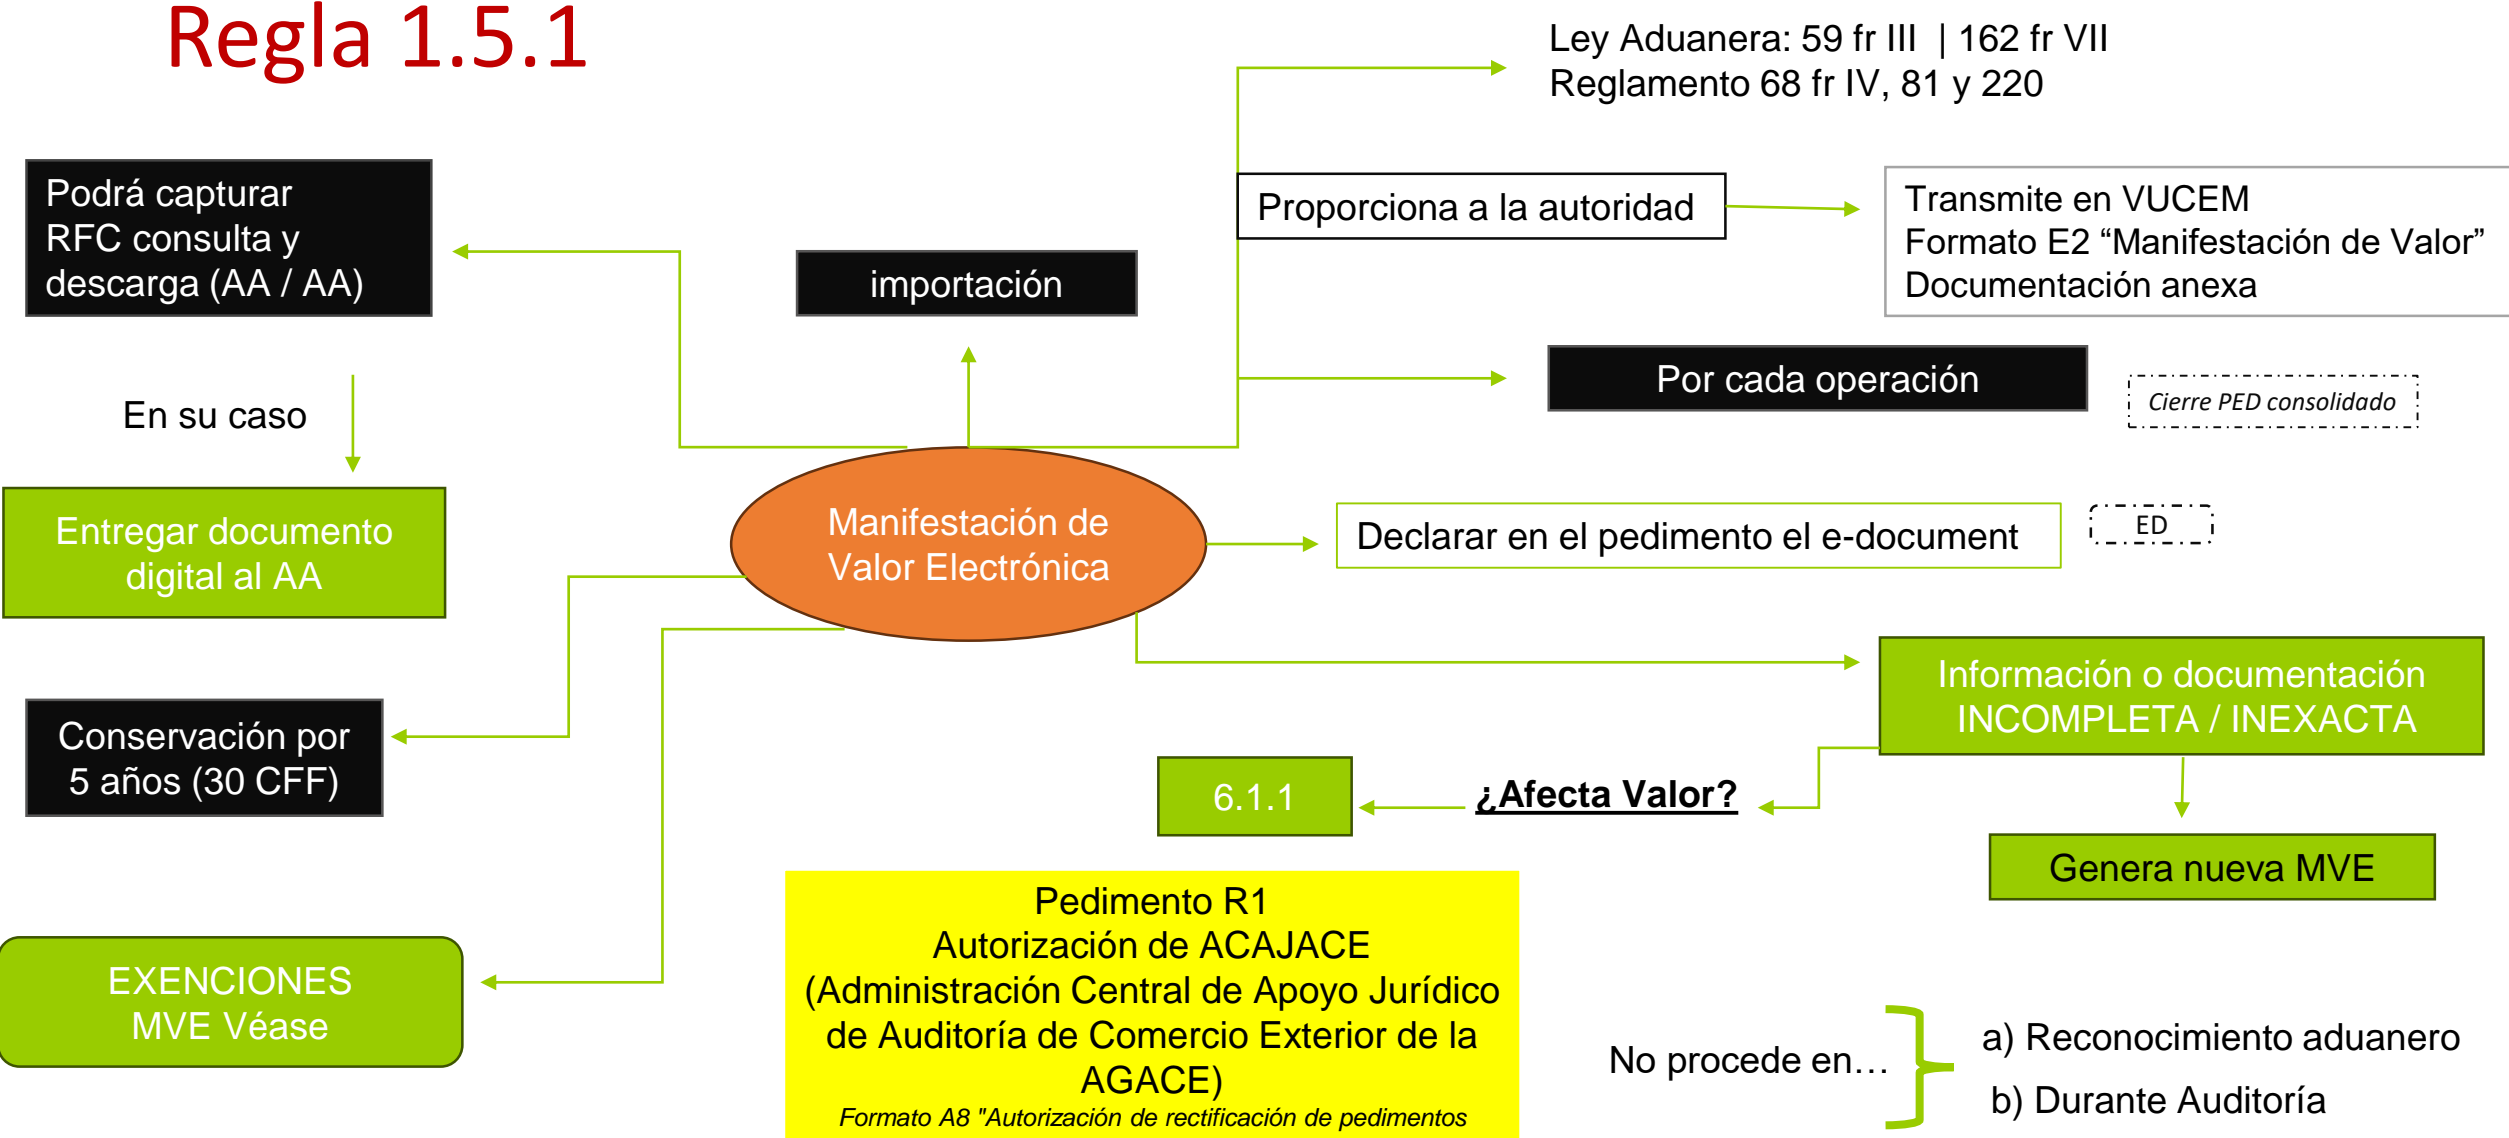 Regla 1.5.1
Ley Aduanera: 59 fr III | 162 fr VII
Reglamento 68 fr IV, 81 y 220
Podrá capturar
RFC consulta y
descarga (AA / AA)
importación
Proporciona a la autoridad
Transmite en VUCEM
Formato E2 “Manifestación de Valor”
Documentación anexa
Por cada operación
Cierre PED consolidado
En su caso
Entregar documento
digital al AA
Manifestación de
Valor Electrónica
Declarar en el pedimento el e-document
ED
Información o documentación
INCOMPLETA / INEXACTA
Conservación por
5 años (30 CFF)
6.1.1
¿Afecta Valor?
Genera nueva MVE
EXENCIONES
MVE Véase
Pedimento R1
Autorización de ACAJACE
(Administración Central de Apoyo Jurídico
de Auditoría de Comercio Exterior de la
AGACE)
Formato A8 "Autorización de rectificación de pedimentos
No procede en…
a) Reconocimiento aduanero
b) Durante Auditoría